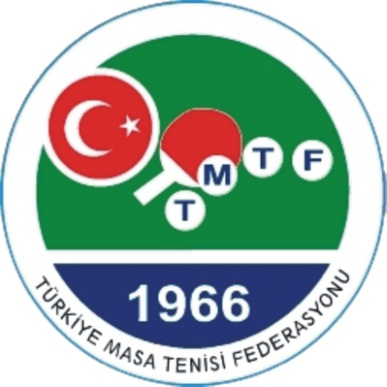 T M T F
1966
TÜRKİYE MASA TENİSİ FEDERASYONU